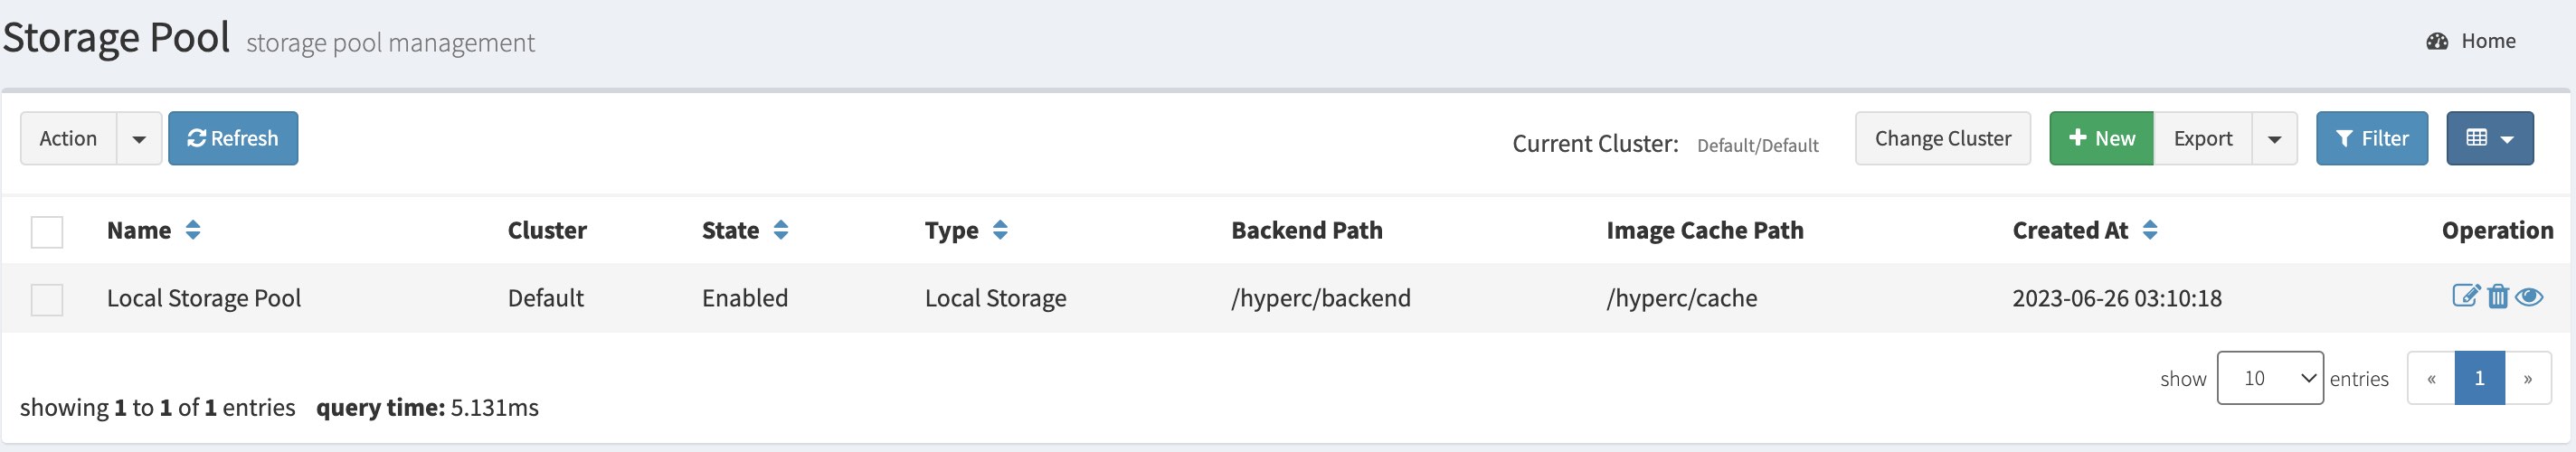 Storage Pool storage pool management Home
Action Refresh Current Cluster: Default/Default Change Cluster + New Export Filter
Name Cluster State Type Backend Path Image Cache Path Created At Operation
Local Storage Pool Default Enabled Local Storage /hyperc/backend /hyperc/cache 2023-06-26 03:10:18
show 10 entries « 1 »
showing 1 to 1 of 1 entries query time: 5.131ms